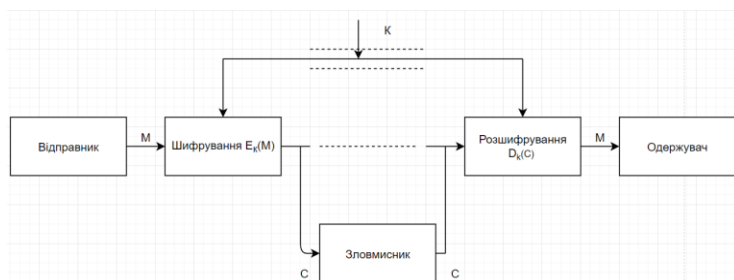 К
Відправник
М
Шифрування Eₖ(M)
Розшифрування
Dₖ(C)
М
Одержувач
Зловмисник
С
С